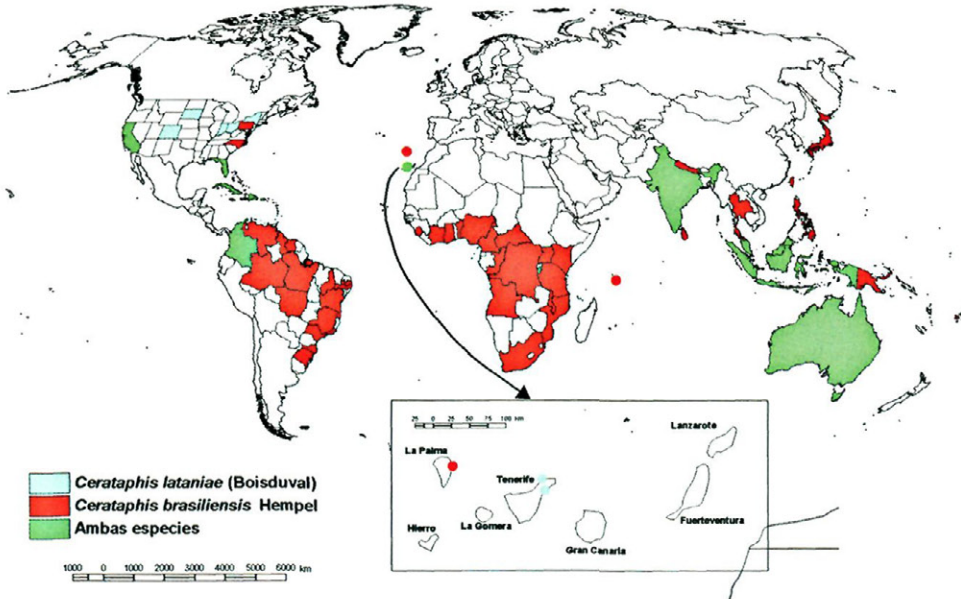 25 0 25 50 75 100 km
Lanzarote
La Palma
Tenerife
La Gomera
Fuerteventura
Hierro
Gran Canaria
Cerataphis lataniae (Boisduval)
Cerataphis brasiliensis Hempel
Ambas especies
1000 0 1000 2000 3000 4000 5000 6000 km